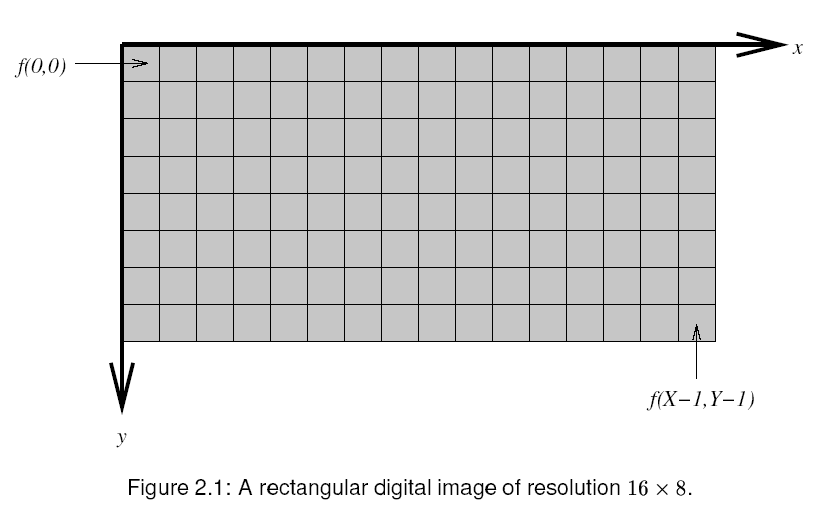 x
f(0,0)
f(X−1,Y−1)
y
Figure 2.1: A rectangular digital image of resolution 16 × 8.